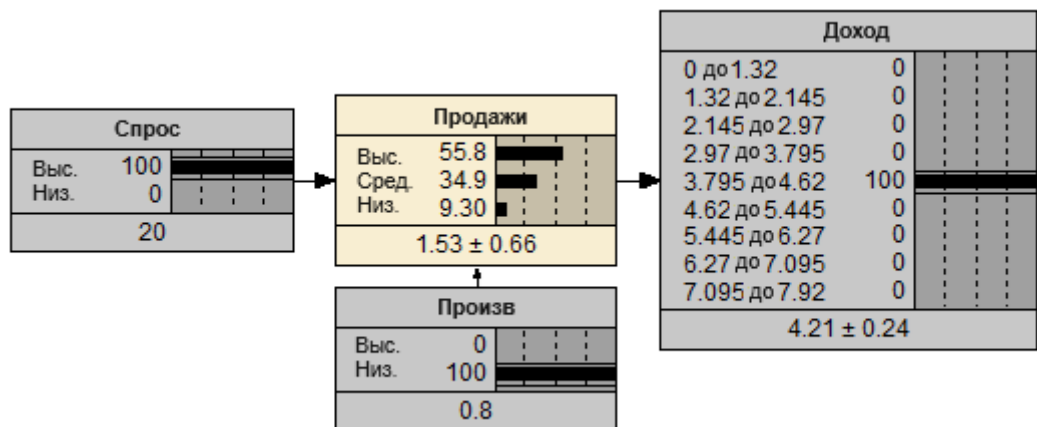 Спрос
Выс. 100
Низ. 0
20
Продажи
Выс. 55.8
Сред. 34.9
Низ. 9.30
1.53 ± 0.66
Произв
Выс. 0
Низ. 100
0.8
Доход
0 до 1.32 0
1.32 до 2.145 0
2.145 до 2.97 0
2.97 до 3.795 0
3.795 до 4.62 100
4.62 до 5.445 0
5.445 до 6.27 0
6.27 до 7.095 0
7.095 до 7.92 0
4.21 ± 0.24